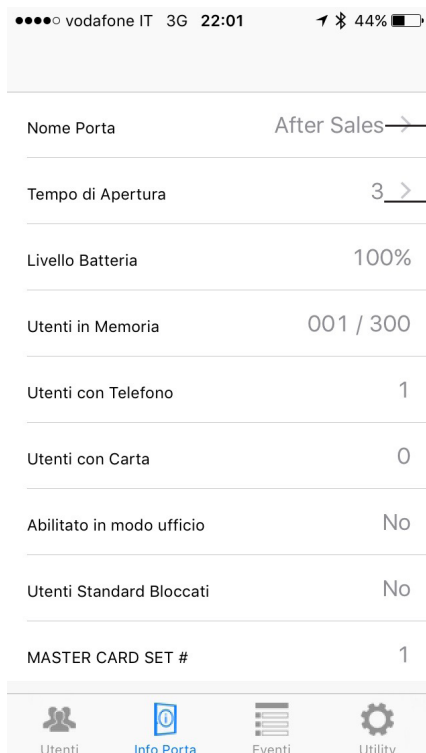 vodafone IT 3G 22:01 44%
Nome Porta After Sales
Tempo di Apertura 3
Livello Batteria 100%
Utenti in Memoria 001 / 300
Utenti con Telefono 1
Utenti con Carta 0
Abilitato in modo ufficio No
Utenti Standard Bloccati No
MASTER CARD SET # 1
Utenti Info Porta Eventi Utility